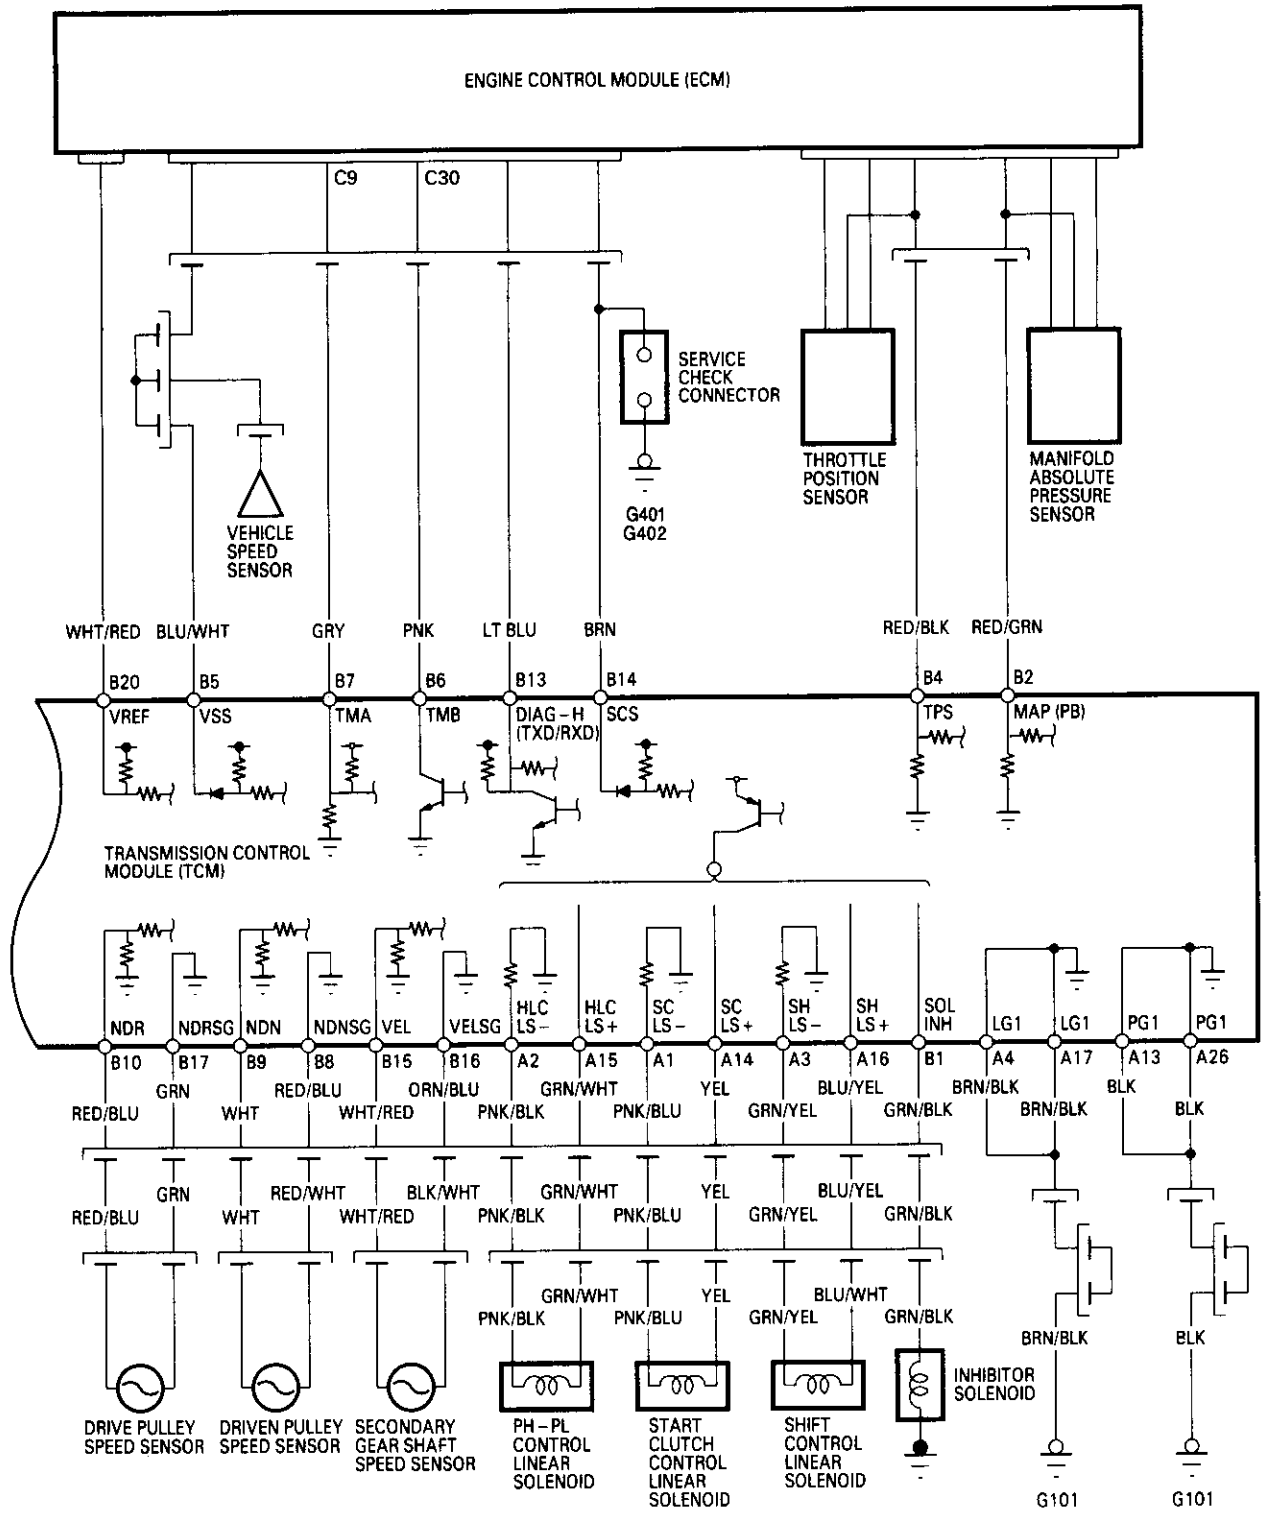 ENGINE CONTROL MODULE (ECM)
C9 C30
SERVICE
CHECK
CONNECTOR
THROTTLE
POSITION
SENSOR
MANIFOLD
ABSOLUTE
PRESSURE
SENSOR
G401
G402
VEHICLE
SPEED
SENSOR
WHT/RED BLU/WHT GRY PNK LT BLU BRN RED/BLK RED/GRN
B20 B5 B7 B6 B13 B14 B4 B2
VREF VSS TMA TMB DIAG-H SCS TPS MAP (PB)
(TXD/RXD)
TRANSMISSION CONTROL
MODULE (TCM)
HLC HLC SC SC SH SH SOL
LS- LS+ LS- LS+ LS- LS+ INH
NDR NDRSG NDN NDNSG VEL VELSG LG1 LG1 PG1 PG1
B10 B17 B9 B8 B15 B16 A2 A15 A1 A14 A3 A16 B1 A4 A17 A13 A26
GRN RED/BLU ORN/BLU GRN/WHT YEL BLU/YEL BRN/BLK BLK
RED/BLU WHT WHT/RED PNK/BLK PNK/BLU GRN/YEL GRN/BLK BRN/BLK BLK
GRN RED/WHT BLK/WHT GRN/WHT YEL BLU/YEL
RED/BLU WHT WHT/RED PNK/BLK PNK/BLU GRN/YEL GRN/BLK
GRN/WHT YEL BLU/WHT
PNK/BLK PNK/BLU GRN/YEL GRN/BLK BRN/BLK BLK
INHIBITOR
SOLENOID
DRIVE PULLEY
SPEED SENSOR
DRIVEN PULLEY
SPEED SENSOR
SECONDARY
GEAR SHAFT
SPEED SENSOR
PH-PL
CONTROL
LINEAR
SOLENOID
START
CLUTCH
CONTROL
LINEAR
SOLENOID
SHIFT
CONTROL
LINEAR
SOLENOID
G101 G101